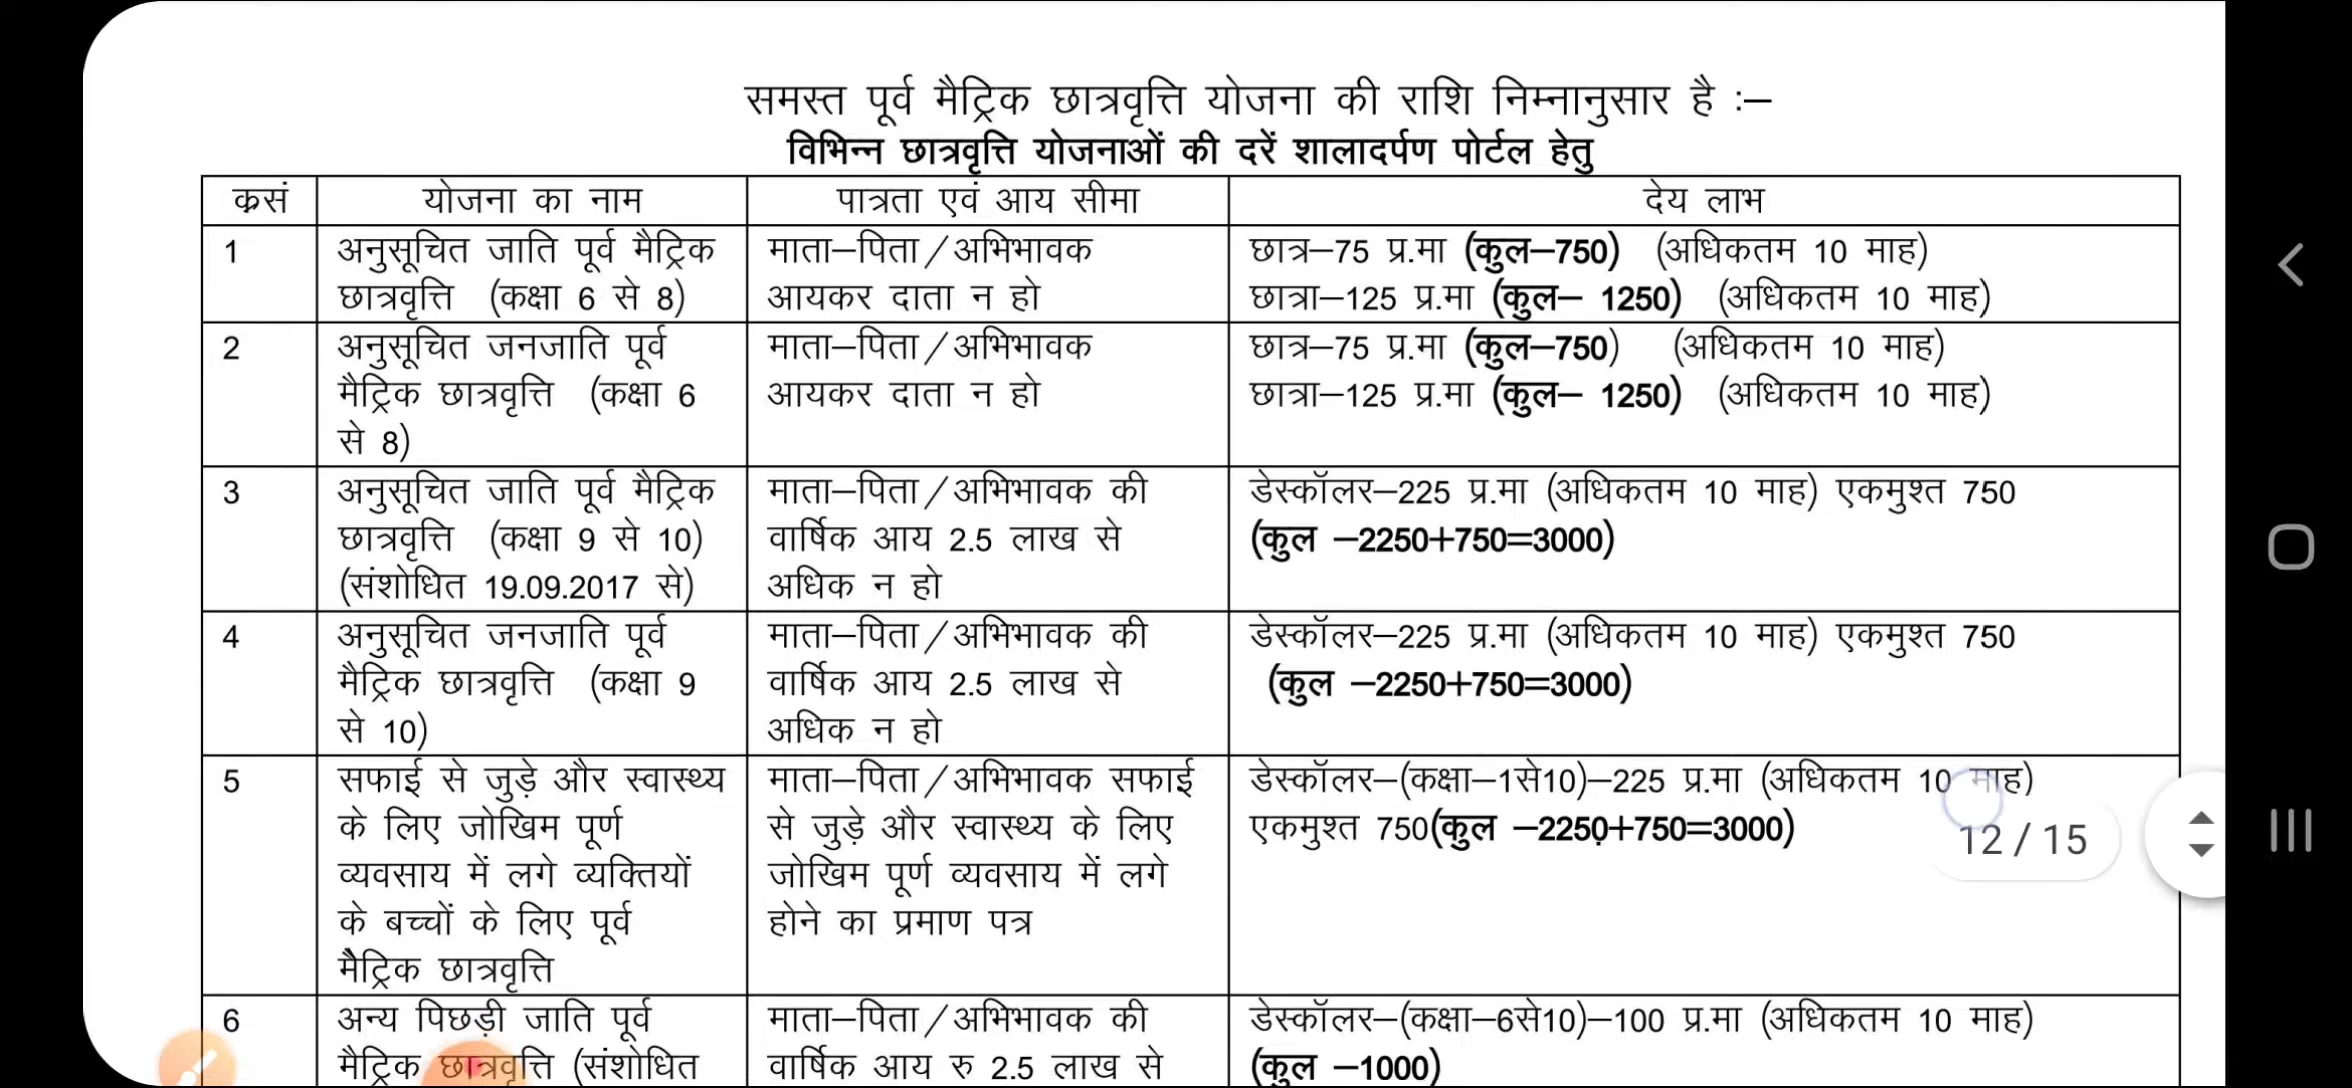 समस्त पूर्व मैट्रिक छात्रवृत्ति योजना की राशि निम्नानुसार है :–
विभिन्न छात्रवृत्ति योजनाओं की दरें शालादर्पण पोर्टल हेतु
क्रसं योजना का नाम पात्रता एवं आय सीमा देय लाभ
1 अनुसूचित जाति पूर्व मैट्रिक माता–पिता/अभिभावक छात्र–75 प्र.मा (कुल–750) (अधिकतम 10 माह)
छात्रवृत्ति (कक्षा 6 से 8) आयकर दाता न हो छात्रा–125 प्र.मा (कुल– 1250) (अधिकतम 10 माह)
2 अनुसूचित जनजाति पूर्व माता–पिता/अभिभावक छात्र–75 प्र.मा (कुल–750) (अधिकतम 10 माह)
मैट्रिक छात्रवृत्ति (कक्षा 6 आयकर दाता न हो छात्रा–125 प्र.मा (कुल– 1250) (अधिकतम 10 माह)
से 8)
3 अनुसूचित जाति पूर्व मैट्रिक माता–पिता/अभिभावक की डेस्कॉलर–225 प्र.मा (अधिकतम 10 माह) एकमुश्त 750
छात्रवृत्ति (कक्षा 9 से 10) वार्षिक आय 2.5 लाख से (कुल –2250+750=3000)
(संशोधित 19.09.2017 से) अधिक न हो
4 अनुसूचित जनजाति पूर्व माता–पिता/अभिभावक की डेस्कॉलर–225 प्र.मा (अधिकतम 10 माह) एकमुश्त 750
मैट्रिक छात्रवृत्ति (कक्षा 9 वार्षिक आय 2.5 लाख से (कुल –2250+750=3000)
से 10) अधिक न हो
5 सफाई से जुड़े और स्वास्थ्य माता–पिता/अभिभावक सफाई डेस्कॉलर–(कक्षा–1से10)–225 प्र.मा (अधिकतम 10 माह)
के लिए जोखिम पूर्ण से जुड़े और स्वास्थ्य के लिए एकमुश्त 750(कुल –2250+750=3000)
12 / 15
व्यवसाय में लगे व्यक्तियों जोखिम पूर्ण व्यवसाय में लगे
के बच्चों के लिए पूर्व होने का प्रमाण पत्र
मैट्रिक छात्रवृत्ति
6 अन्य पिछड़ी जाति पूर्व माता–पिता/अभिभावक की डेस्कॉलर–(कक्षा–6से10)–100 प्र.मा (अधिकतम 10 माह)
मैट्रिक छात्रवृत्ति (संशोधित वार्षिक आय रु 2.5 लाख से (कुल –1000)